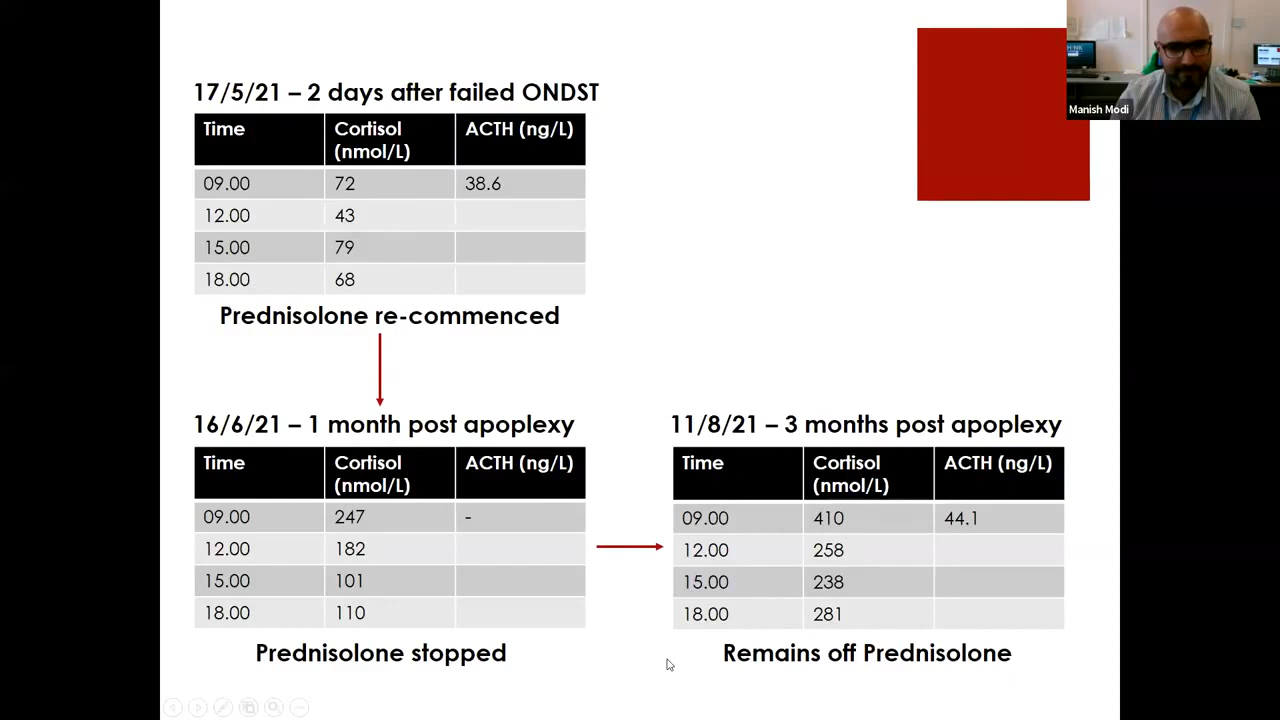 Manish Modi
17/5/21 – 2 days after failed ONDST
Time Cortisol (nmol/L) ACTH (ng/L)
09.00 72 38.6
12.00 43
15.00 79
18.00 68
Prednisolone re-commenced
16/6/21 – 1 month post apoplexy
Time Cortisol (nmol/L) ACTH (ng/L)
09.00 247 -
12.00 182
15.00 101
18.00 110
Prednisolone stopped
11/8/21 – 3 months post apoplexy
Time Cortisol (nmol/L) ACTH (ng/L)
09.00 410 44.1
12.00 258
15.00 238
18.00 281
Remains off Prednisolone